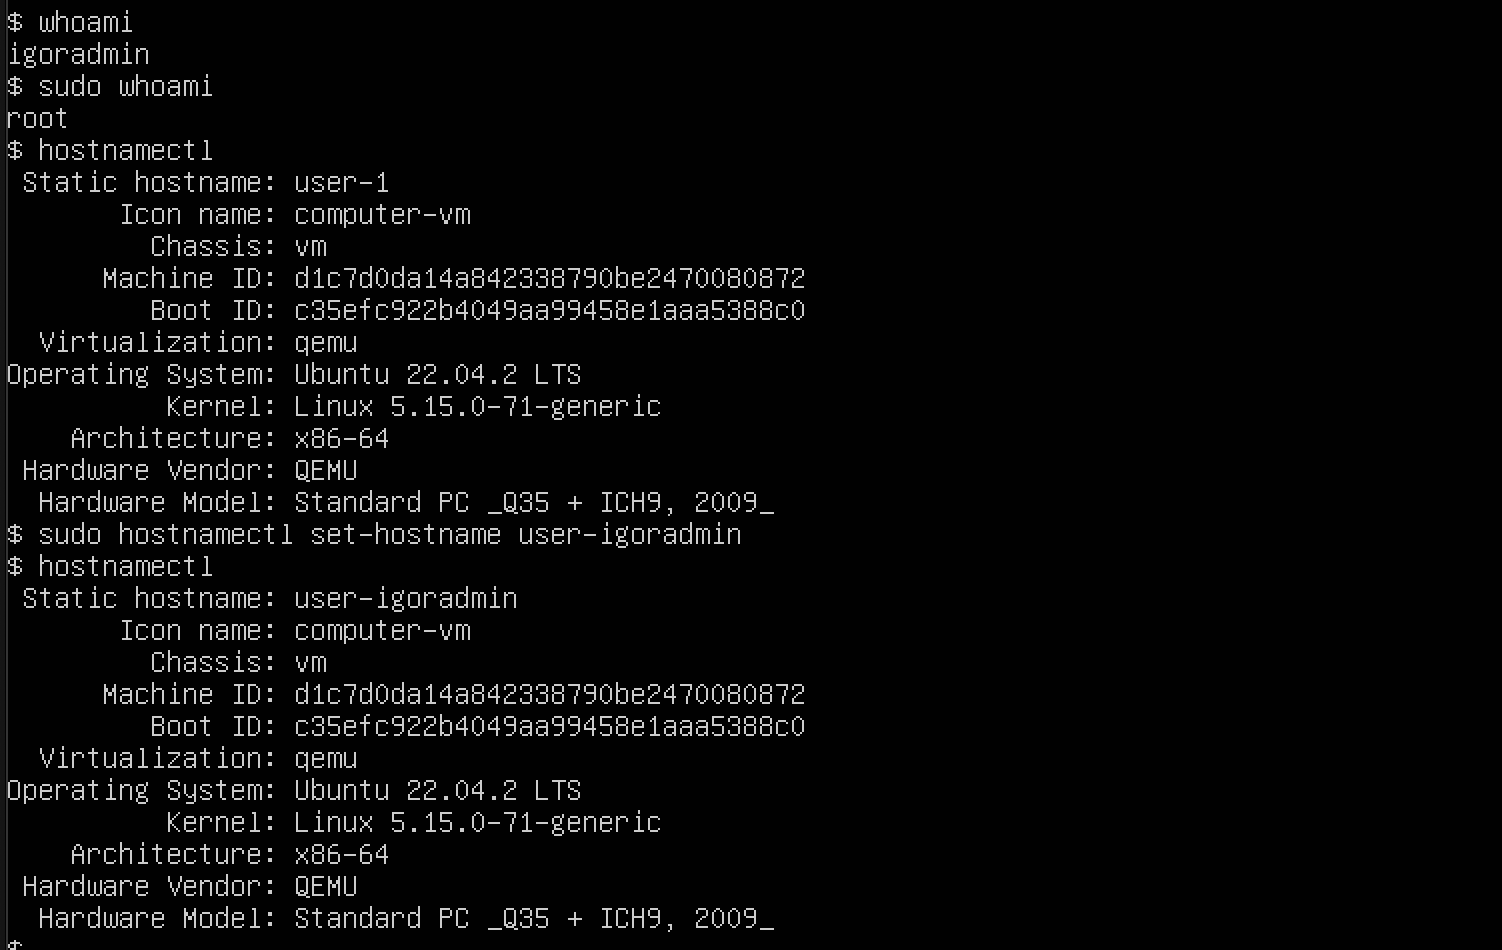 $ whoami
igoradmin
$ sudo whoami
root
$ hostnamectl
 Static hostname: user-1
       Icon name: computer-vm
         Chassis: vm
      Machine ID: d1c7d0da14a842338790be2470080872
         Boot ID: c35efc922b4049aa99458e1aaa5388c0
  Virtualization: qemu
Operating System: Ubuntu 22.04.2 LTS
          Kernel: Linux 5.15.0-71-generic
    Architecture: x86-64
 Hardware Vendor: QEMU
  Hardware Model: Standard PC _Q35 + ICH9, 2009_
$ sudo hostnamectl set-hostname user-igoradmin
$ hostnamectl
 Static hostname: user-igoradmin
       Icon name: computer-vm
         Chassis: vm
      Machine ID: d1c7d0da14a842338790be2470080872
         Boot ID: c35efc922b4049aa99458e1aaa5388c0
  Virtualization: qemu
Operating System: Ubuntu 22.04.2 LTS
          Kernel: Linux 5.15.0-71-generic
    Architecture: x86-64
 Hardware Vendor: QEMU
  Hardware Model: Standard PC _Q35 + ICH9, 2009_
$